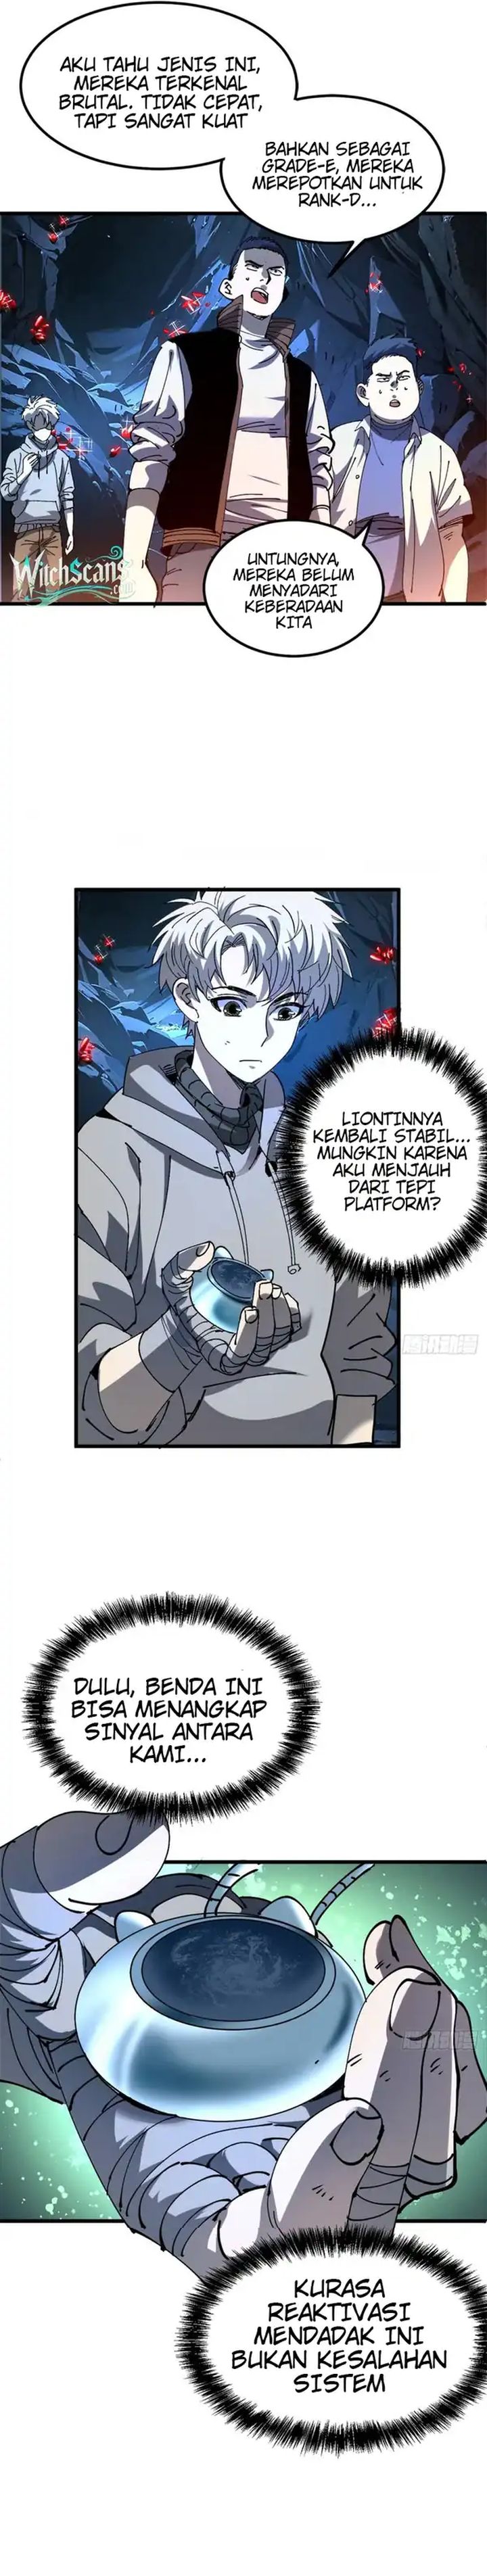 AKU TAHU JENIS INI,
MEREKA TERKENAL
BRUTAL. TIDAK CEPAT,
TAPI SANGAT KUAT
BAHKAN SEBAGAI
GRADE-E, MEREKA
MEREPOTKAN UNTUK
RANK-D...
WITCHSCANS
.com
UNTUNGNYA,
MEREKA BELUM
MENYADARI
KEBERADAAN
KITA
LIONTINNYA
KEMBALI STABIL...
MUNGKIN KARENA
AKU MENJAUH
DARI TEPI
PLATFORM?
DULU, BENDA INI
BISA MENANGKAP
SINYAL ANTARA
KAMI...
KURASA
REAKTIVASI
MENDADAK INI
BUKAN KESALAHAN
SISTEM